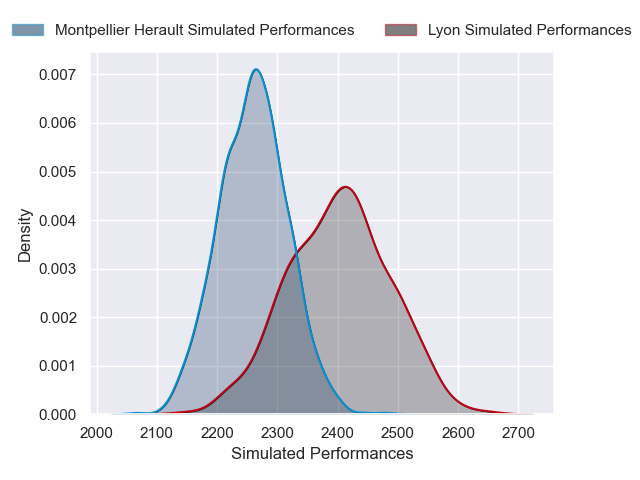 Montpellier Herault Simulated Performances
Lyon Simulated Performances
0.007
0.006
0.005
0.004
0.003
0.002
0.001
0.000
Density
2000 2100 2200 2300 2400 2500 2600 2700
Simulated Performances